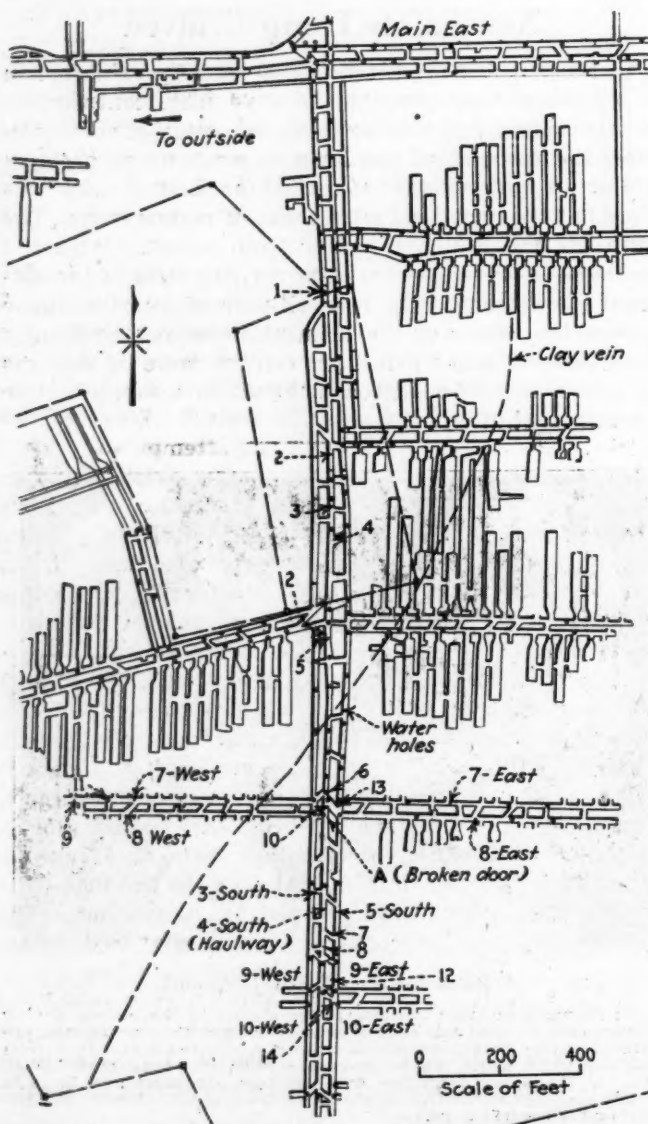 Main East
To outside
1
Clay vein
2
3
4
2
5
Water
holes
6
7-West
13
7-East
9
8 West
10
8-East
A (Broken door)
3-South
4-South
(Haulway)
5-South
7
8
9-West
9-East
12
10-West
10-East
14
0 200 400
Scale of Feet